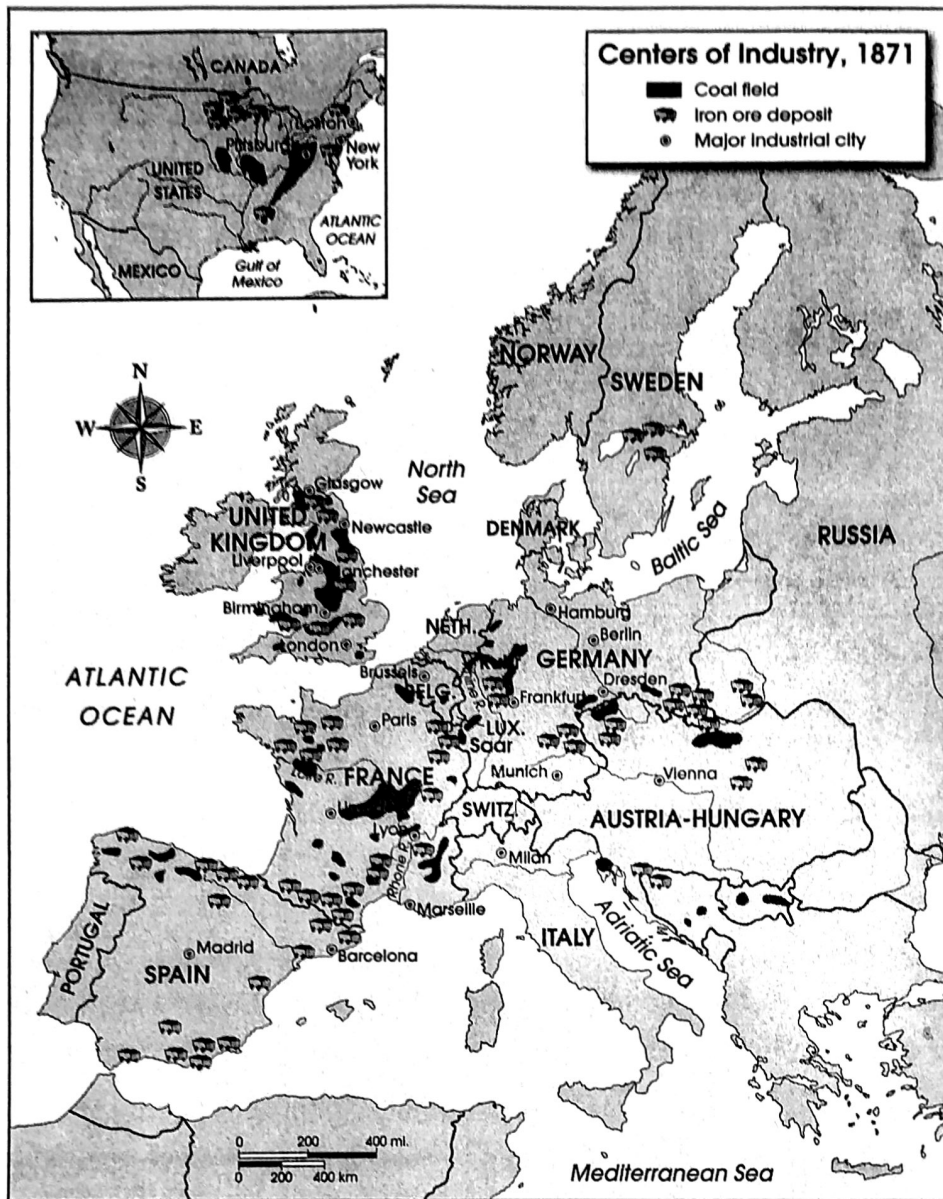 Centers of Industry, 1871
Coal field
Iron ore deposit
Major industrial city
CANADA
Boston
Pittsburg
New
York
UNITED
STATES
ATLANTIC
OCEAN
MEXICO
Gulf of
Mexico
N
W
E
S
NORWAY
SWEDEN
North
Sea
Glasgow
UNITED
KINGDOM
Newcastle
DENMARK
Baltic Sea
RUSSIA
Liverpool
Manchester
Birmingham
Hamburg
NETH.
Berlin
London
GERMANY
ATLANTIC
OCEAN
Brussels
BELG.
Dresden
Frankfurt
Paris
LUX.
Saar
Munich
Vienna
R.
FRANCE
SWITZ.
AUSTRIA-HUNGARY
Lyon
Milan
Rhone R.
Marseille
PORTUGAL
Madrid
SPAIN
Barcelona
ITALY
Adriatic Sea
0 200 400 mi.
0 200 400 km
Mediterranean Sea